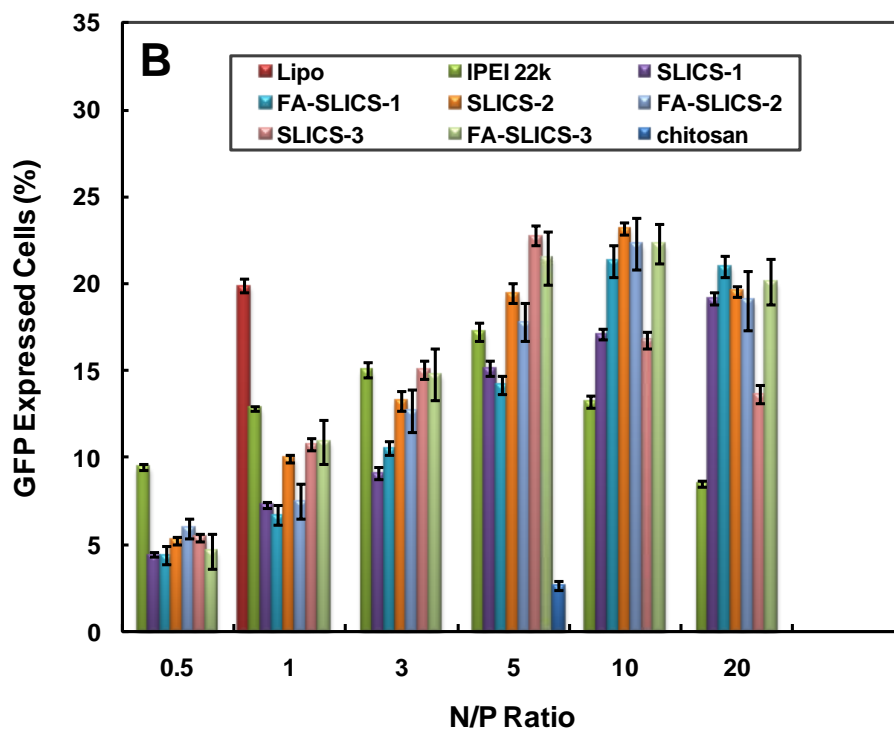 B
Lipo IPEI 22k SLICS-1
FA-SLICS-1 SLICS-2 FA-SLICS-2
SLICS-3 FA-SLICS-3 chitosan
GFP Expressed Cells (%)
35
30
25
20
15
10
5
0
0.5 1 3 5 10 20
N/P Ratio